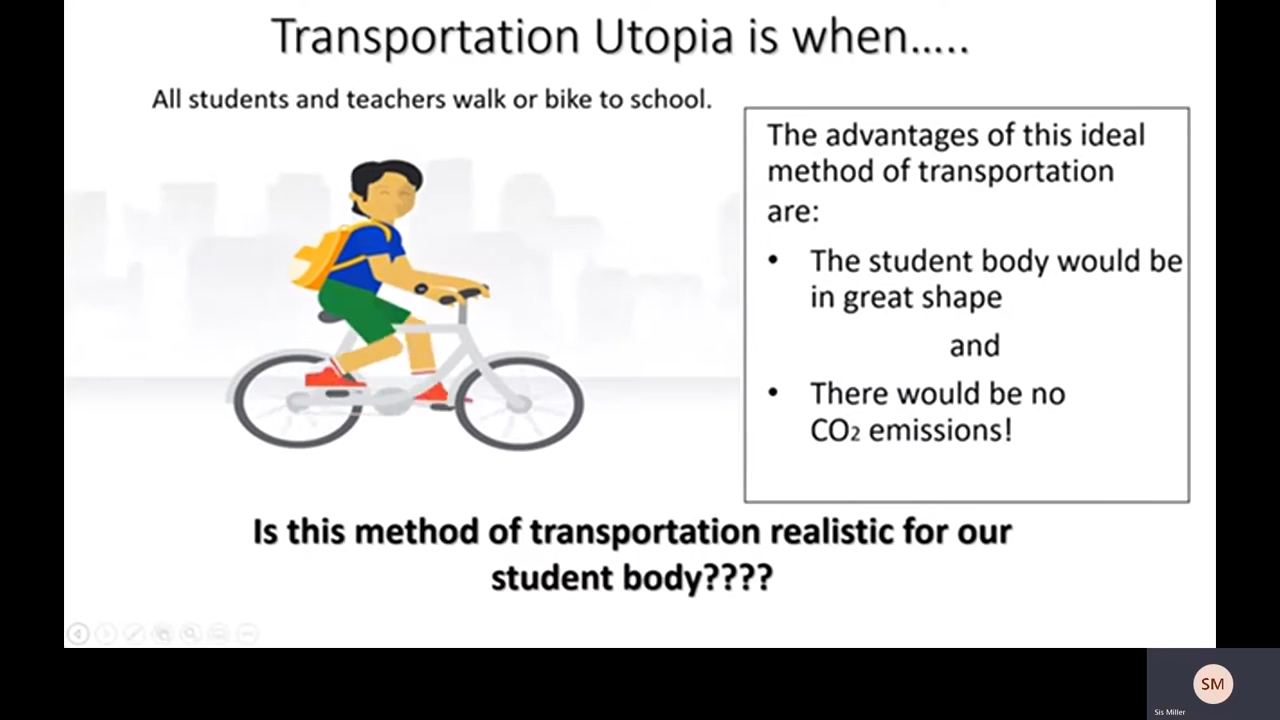 Transportation Utopia is when…..
All students and teachers walk or bike to school.
The advantages of this ideal
method of transportation
are:
• The student body would be
in great shape
and
• There would be no
CO2 emissions!
Is this method of transportation realistic for our
student body????
SM
Sis Miller